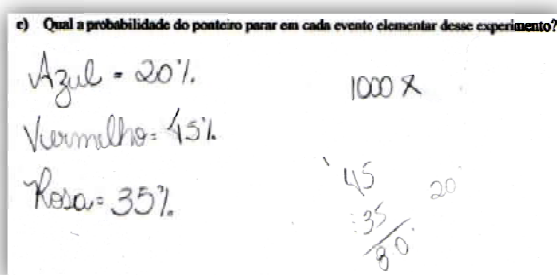 c) Qual a probabilidade do ponteiro parar em cada evento elementar desse experimento?
Azul = 20%.
Viermelho = 45%
Rosa = 35%.
1000 x
45
35
80
20